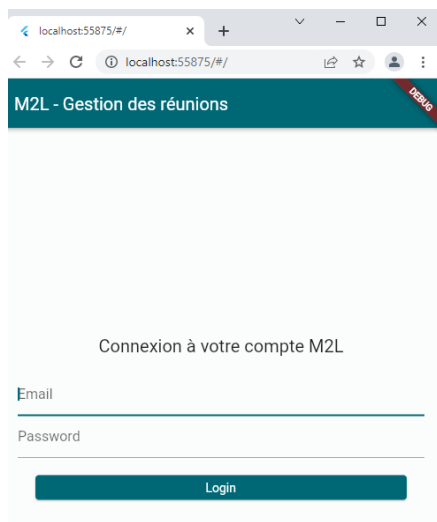 localhost:55875/#/
localhost:55875/#/
M2L - Gestion des réunions
DEBUG
Connexion à votre compte M2L
Email
Password
Login